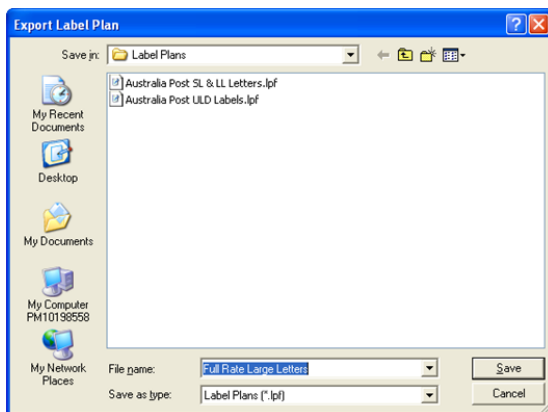 Export Label Plan
Save in: Label Plans
Australia Post SL & LL Letters.lpf
Australia Post ULD Labels.lpf
My Recent
Documents
Desktop
My Documents
My Computer
PM10198558
My Network
Places
File name: Full Rate Large Letters Save
Save as type: Label Plans (*.lpf) Cancel